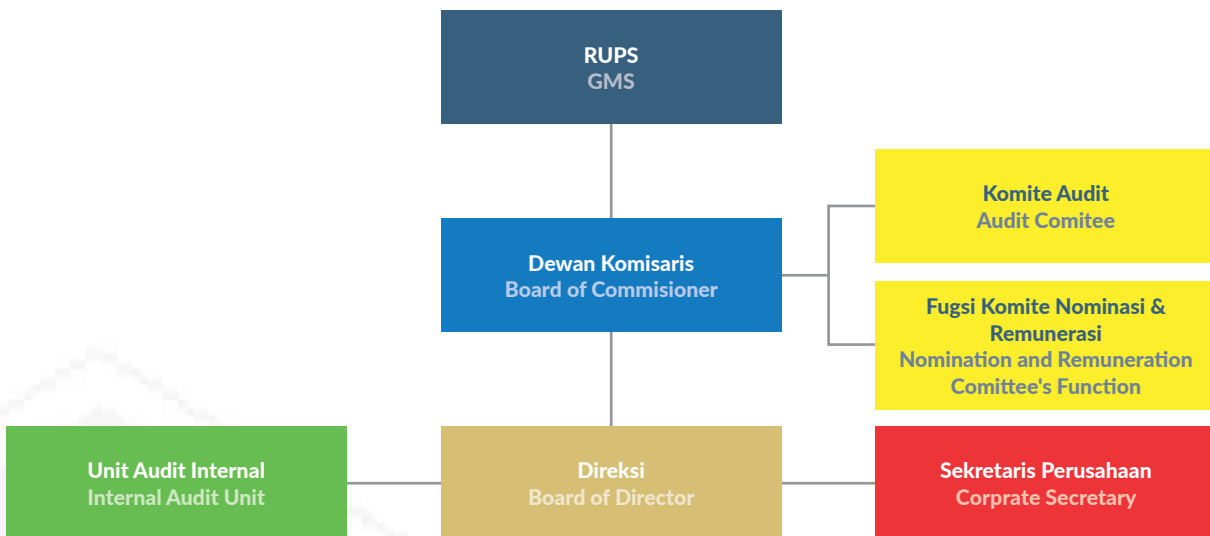 RUPS
GMS
Komite Audit
Audit Comitee
Dewan Komisaris
Board of Commisioner
Fugsi Komite Nominasi &
Remunerasi
Nomination and Remuneration
Comittee's Function
Unit Audit Internal
Internal Audit Unit
Direksi
Board of Director
Sekretaris Perusahaan
Corprate Secretary